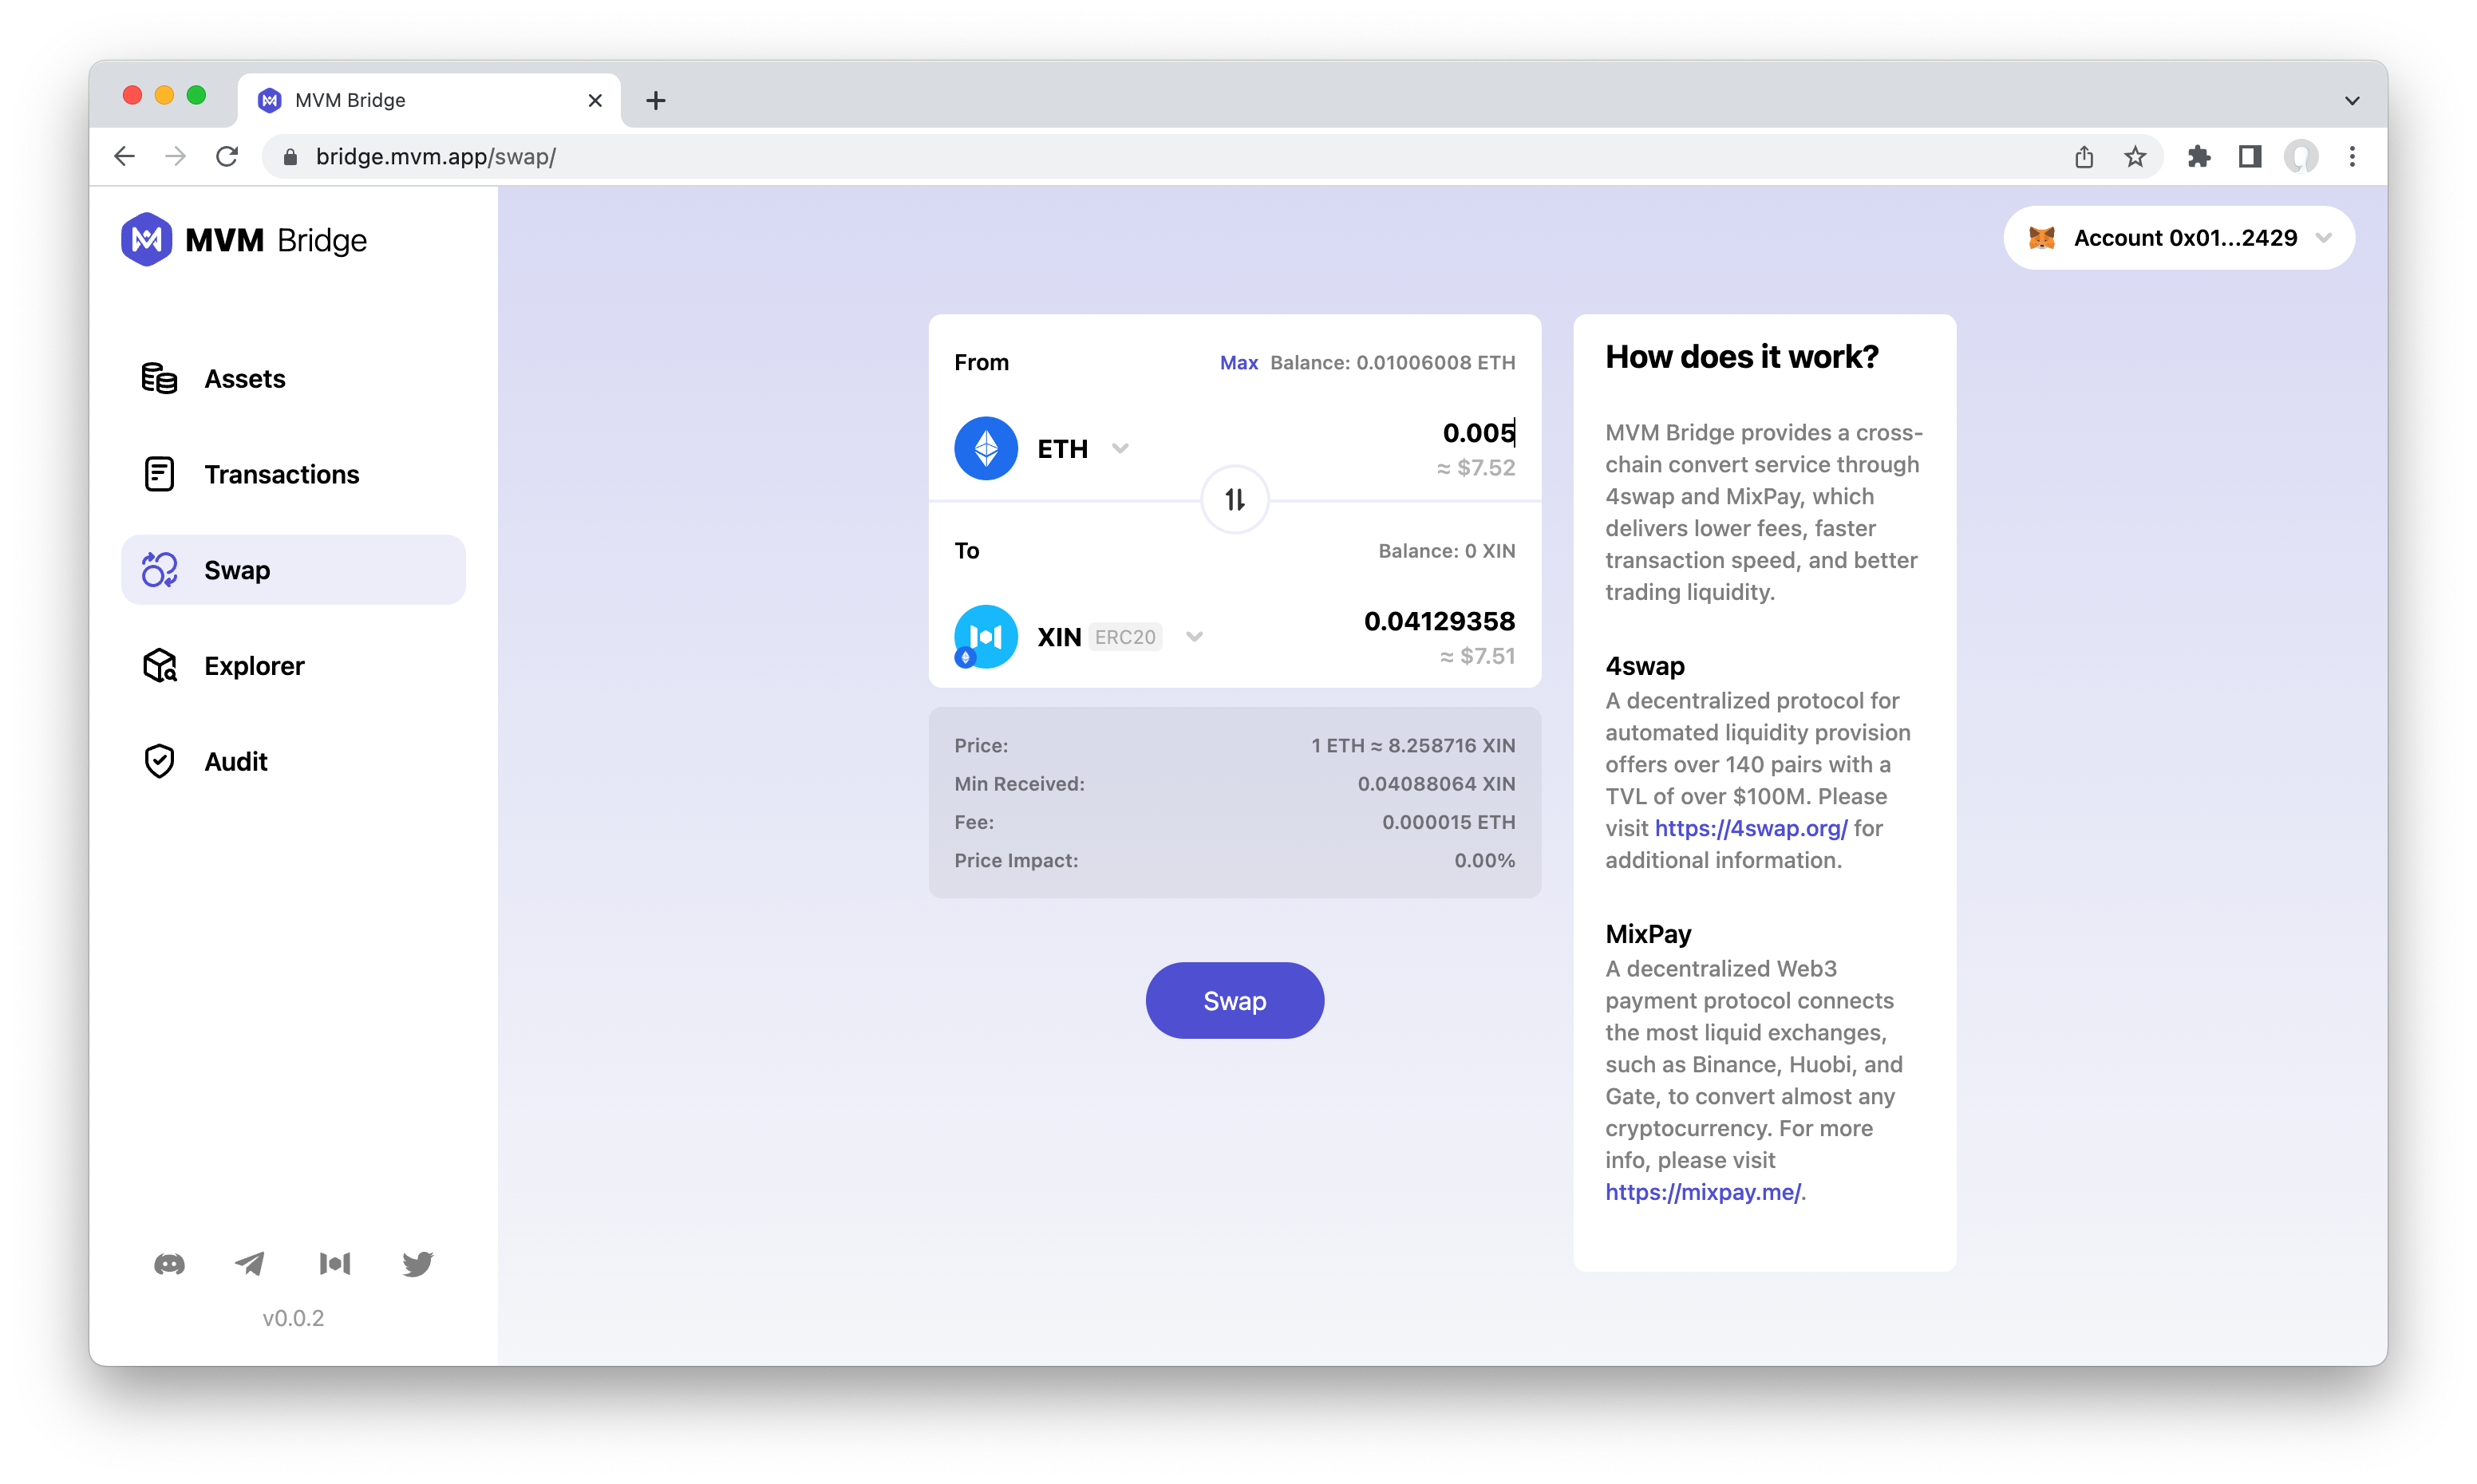 MVM Bridge
bridge.mvm.app/swap/
MVM Bridge
Account 0x01...2429
Assets
Transactions
Swap
Explorer
Audit
v0.0.2
From
Max Balance: 0.01006008 ETH
ETH
0.005
≈ $7.52
To
Balance: 0 XIN
XIN ERC20
0.04129358
≈ $7.51
Price: 1 ETH ≈ 8.258716 XIN
Min Received: 0.04088064 XIN
Fee: 0.000015 ETH
Price Impact: 0.00%
Swap
How does it work?
MVM Bridge provides a cross-
chain convert service through
4swap and MixPay, which
delivers lower fees, faster
transaction speed, and better
trading liquidity.
4swap
A decentralized protocol for
automated liquidity provision
offers over 140 pairs with a
TVL of over $100M. Please
visit https://4swap.org/ for
additional information.
MixPay
A decentralized Web3
payment protocol connects
the most liquid exchanges,
such as Binance, Huobi, and
Gate, to convert almost any
cryptocurrency. For more
info, please visit
https://mixpay.me/.